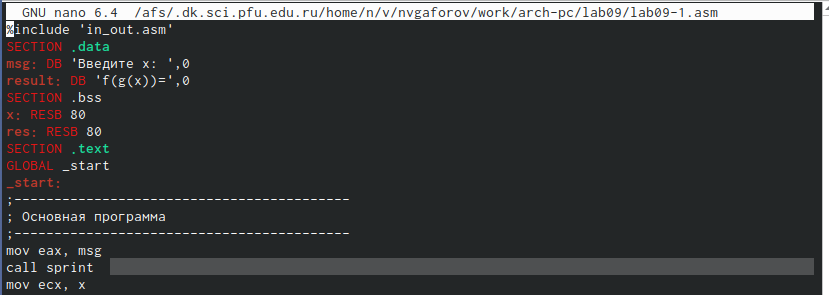 GNU nano 6.4 /afs/.dk.sci.pfu.edu.ru/home/n/v/nvgaforov/work/arch-pc/lab09/lab09-1.asm
%include 'in_out.asm'
SECTION .data
msg: DB 'Введите x: ',0
result: DB 'f(g(x))=',0
SECTION .bss
x: RESB 80
res: RESB 80
SECTION .text
GLOBAL _start
_start:
;------------------------------------------
; Основная программа
;------------------------------------------
mov eax, msg
call sprint
mov ecx, x